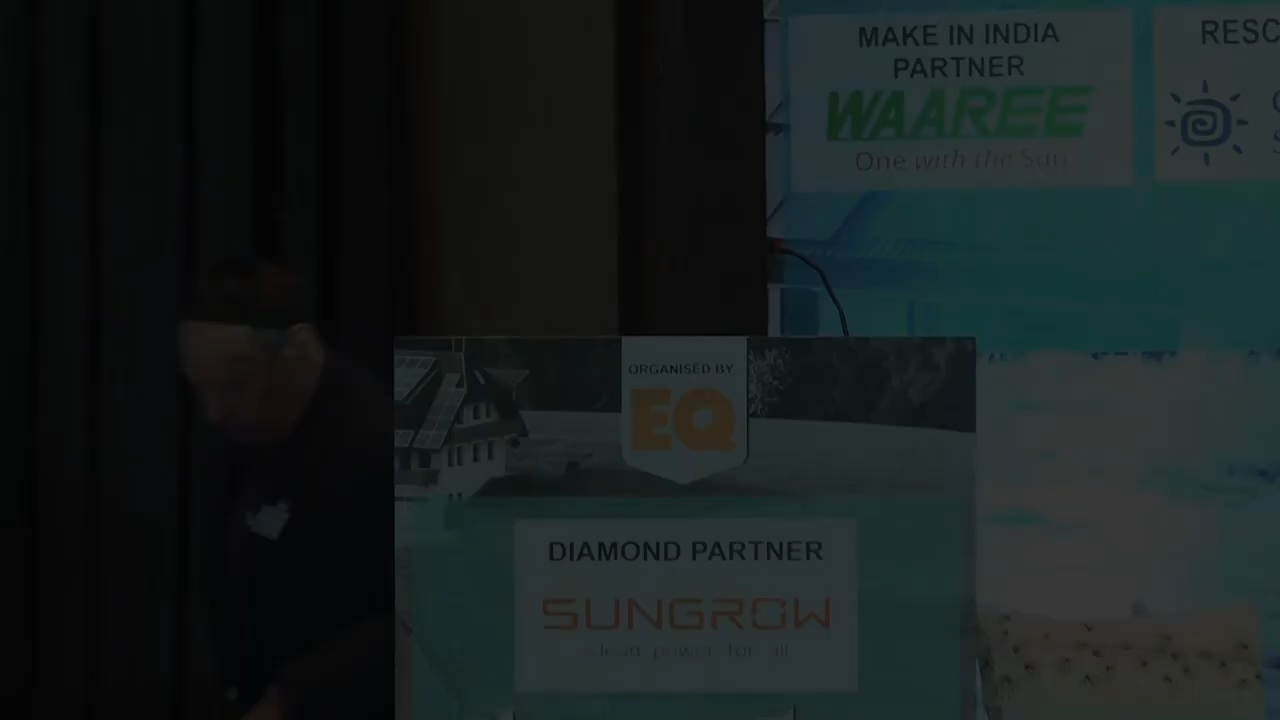 MAKE IN INDIA
PARTNER
WAAREE
One with the Sun
RESC
ORGANISED BY
EQ
DIAMOND PARTNER
SUNGROW
clean power for all